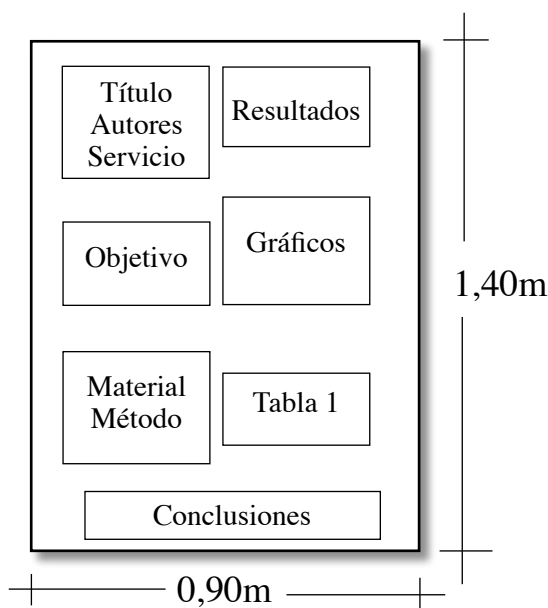 Título
Autores
Servicio
Objetivo
Material
Método
Resultados
Gráficos
Tabla 1
Conclusiones
1,40m
0,90m